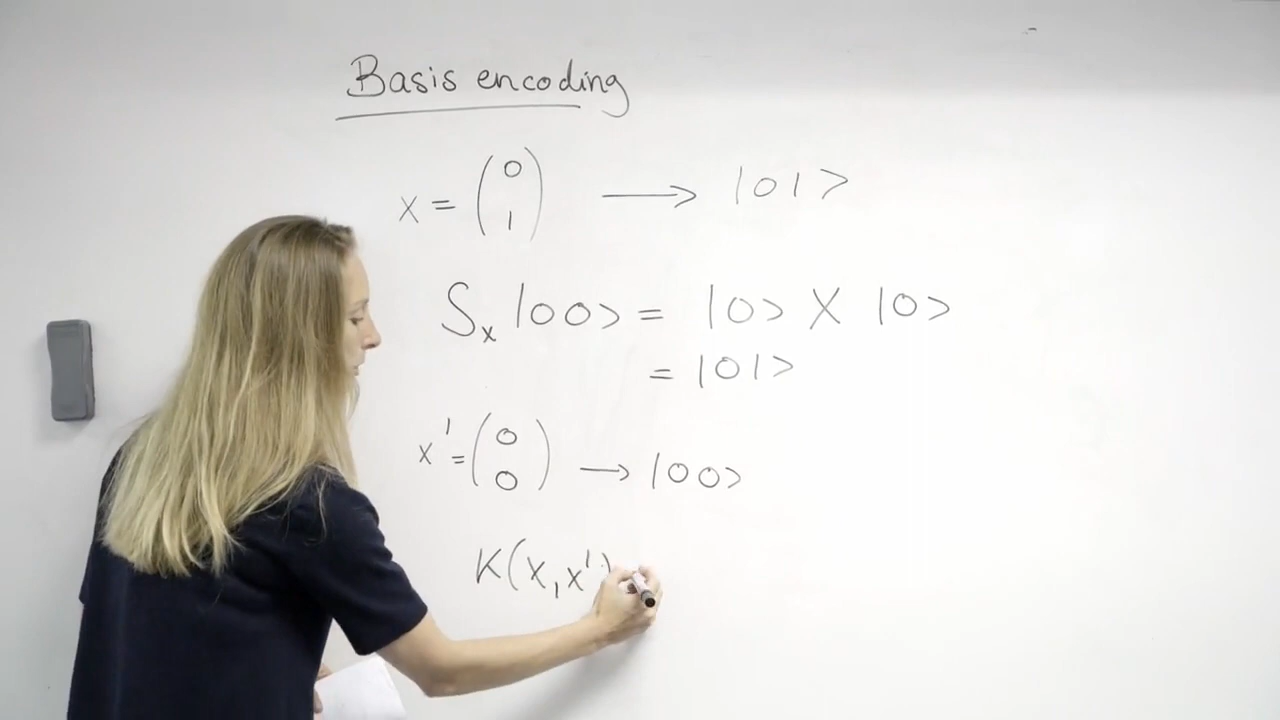 Basis encoding
x = (0 1) → |01>
Sx |00> = |0> X |0>
= |01>
x' = (0 0) → |00>
K(x,x')